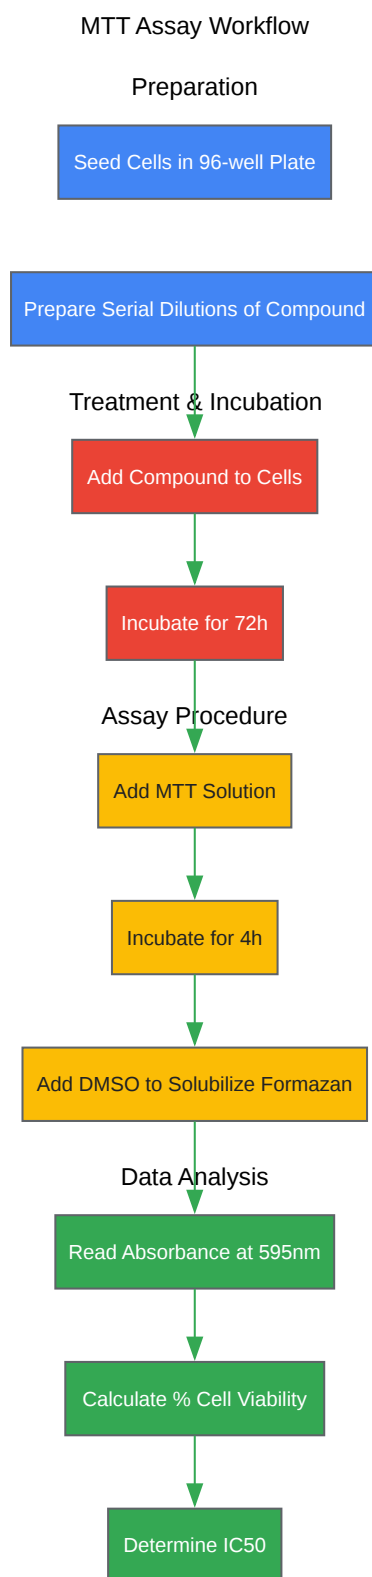 MTT Assay Workflow
Preparation
Seed Cells in 96-well Plate
Prepare Serial Dilutions of Compound
Treatment & Incubation
Add Compound to Cells
Incubate for 72h
Assay Procedure
Add MTT Solution
Incubate for 4h
Add DMSO to Solubilize Formazan
Data Analysis
Read Absorbance at 595nm
Calculate % Cell Viability
Determine IC50